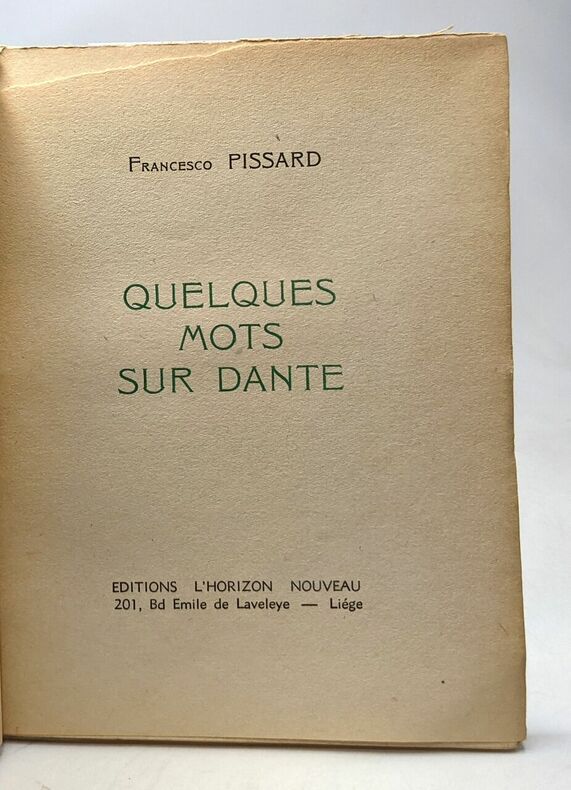 Francesco PISSARD
QUELQUES
MOTS
SUR DANTE
EDITIONS L'HORIZON NOUVEAU
201, Bd Emile de Laveleye — Liége